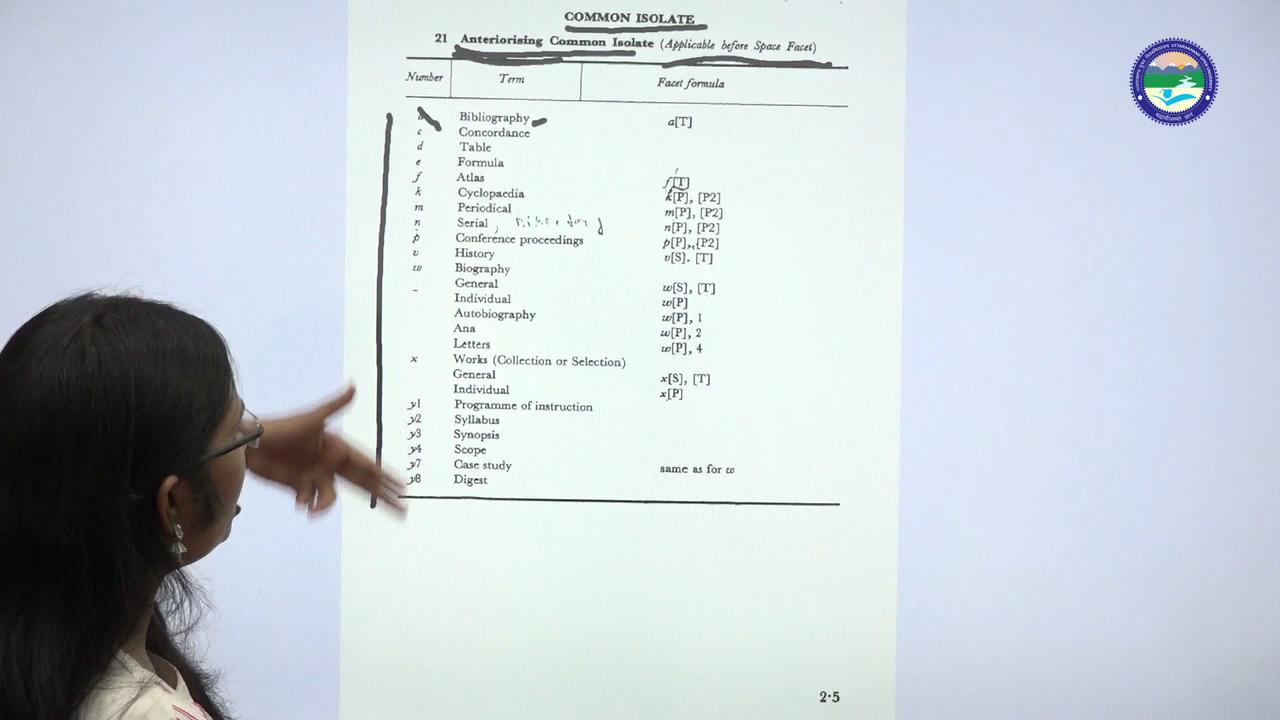 COMMON ISOLATE
21 Anteriorising Common Isolate (Applicable before Space Facet)
Number Term Facet formula
Bibliography a[T]
c Concordance
d Table
e Formula
f Atlas f[T]
k Cyclopaedia k[P], [P2]
m Periodical m[P], [P2]
n Serial, n[P], [P2]
p Conference proceedings p[P], [P2]
v History v[S]. [T]
w Biography
General w[S], [T]
Individual w[P]
Autobiography w[P], 1
Ana w[P], 2
Letters w[P], 4
x Works (Collection or Selection)
General x[S], [T]
Individual x[P]
y1 Programme of instruction
y2 Syllabus
y3 Synopsis
y4 Scope
y7 Case study same as for w
y8 Digest
2·5